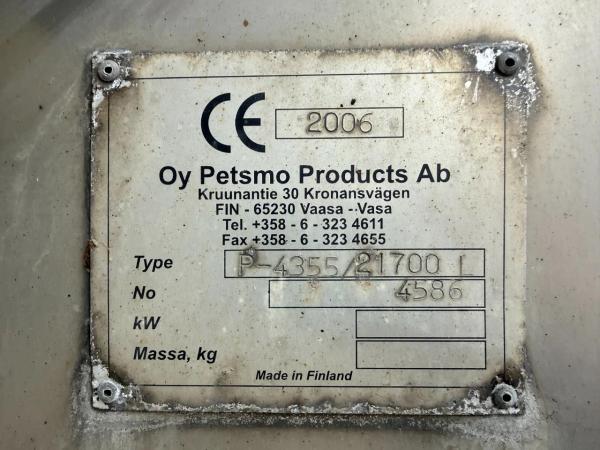 CE 2006
Oy Petsmo Products Ab
Kruunantie 30 Kronansvägen
FIN - 65230 Vaasa - Vasa
Tel. +358 - 6 - 323 4611
Fax +358 - 6 - 323 4655
Type P-4355/21700 L
No 4586
kW
Massa, kg
Made in Finland